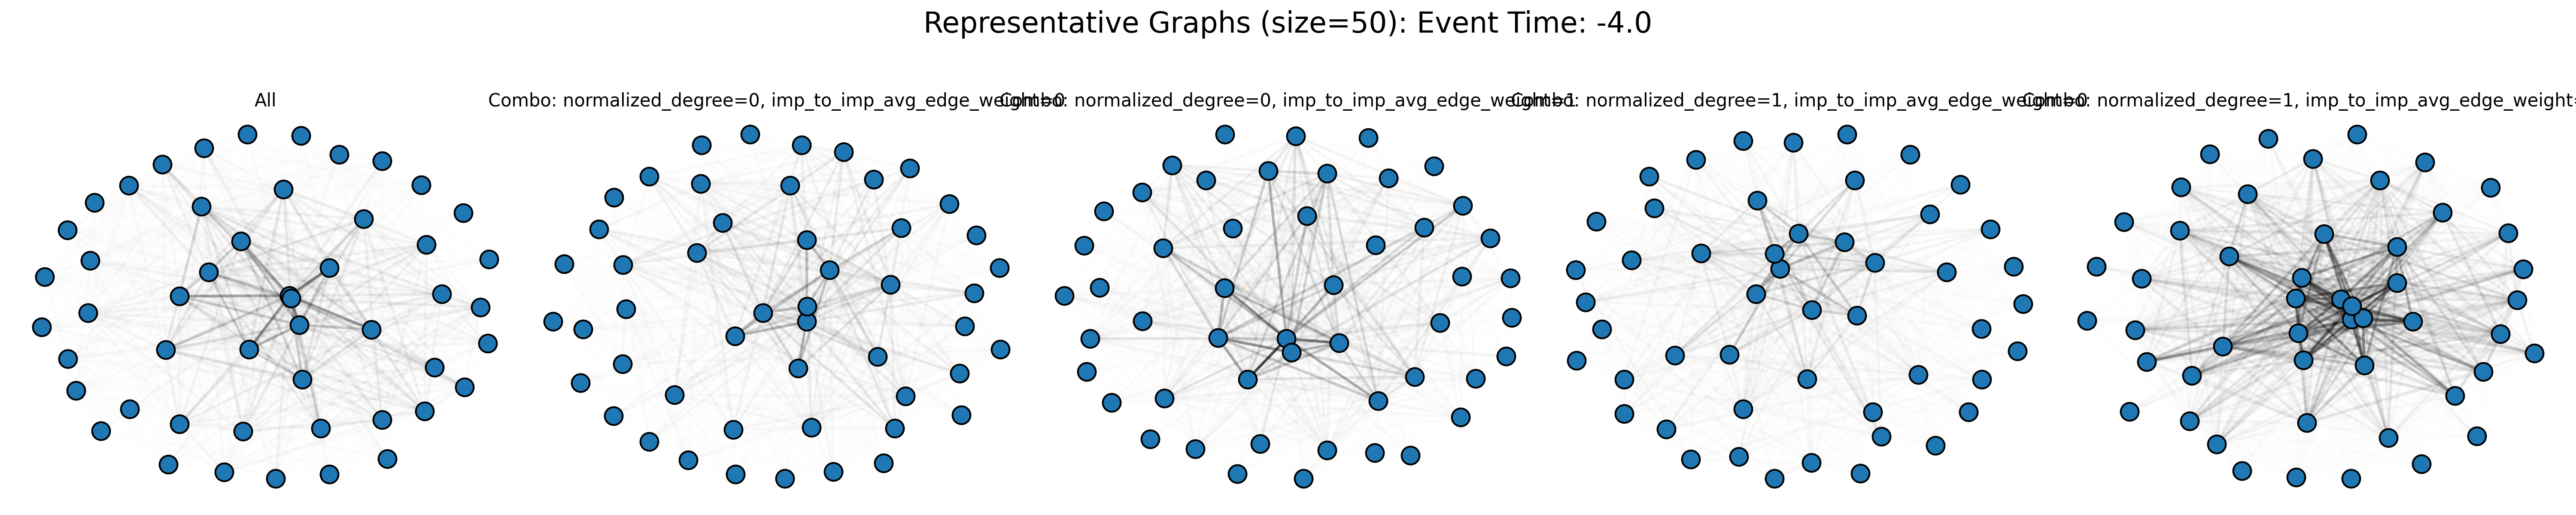 Representative Graphs (size=50): Event Time: -4.0
All
Combo: normalized_degree=0, imp_to_imp_avg_edge_weight=0
Combo: normalized_degree=0, imp_to_imp_avg_edge_weight=1
Combo: normalized_degree=1, imp_to_imp_avg_edge_weight=0
Combo: normalized_degree=1, imp_to_imp_avg_edge_weight=